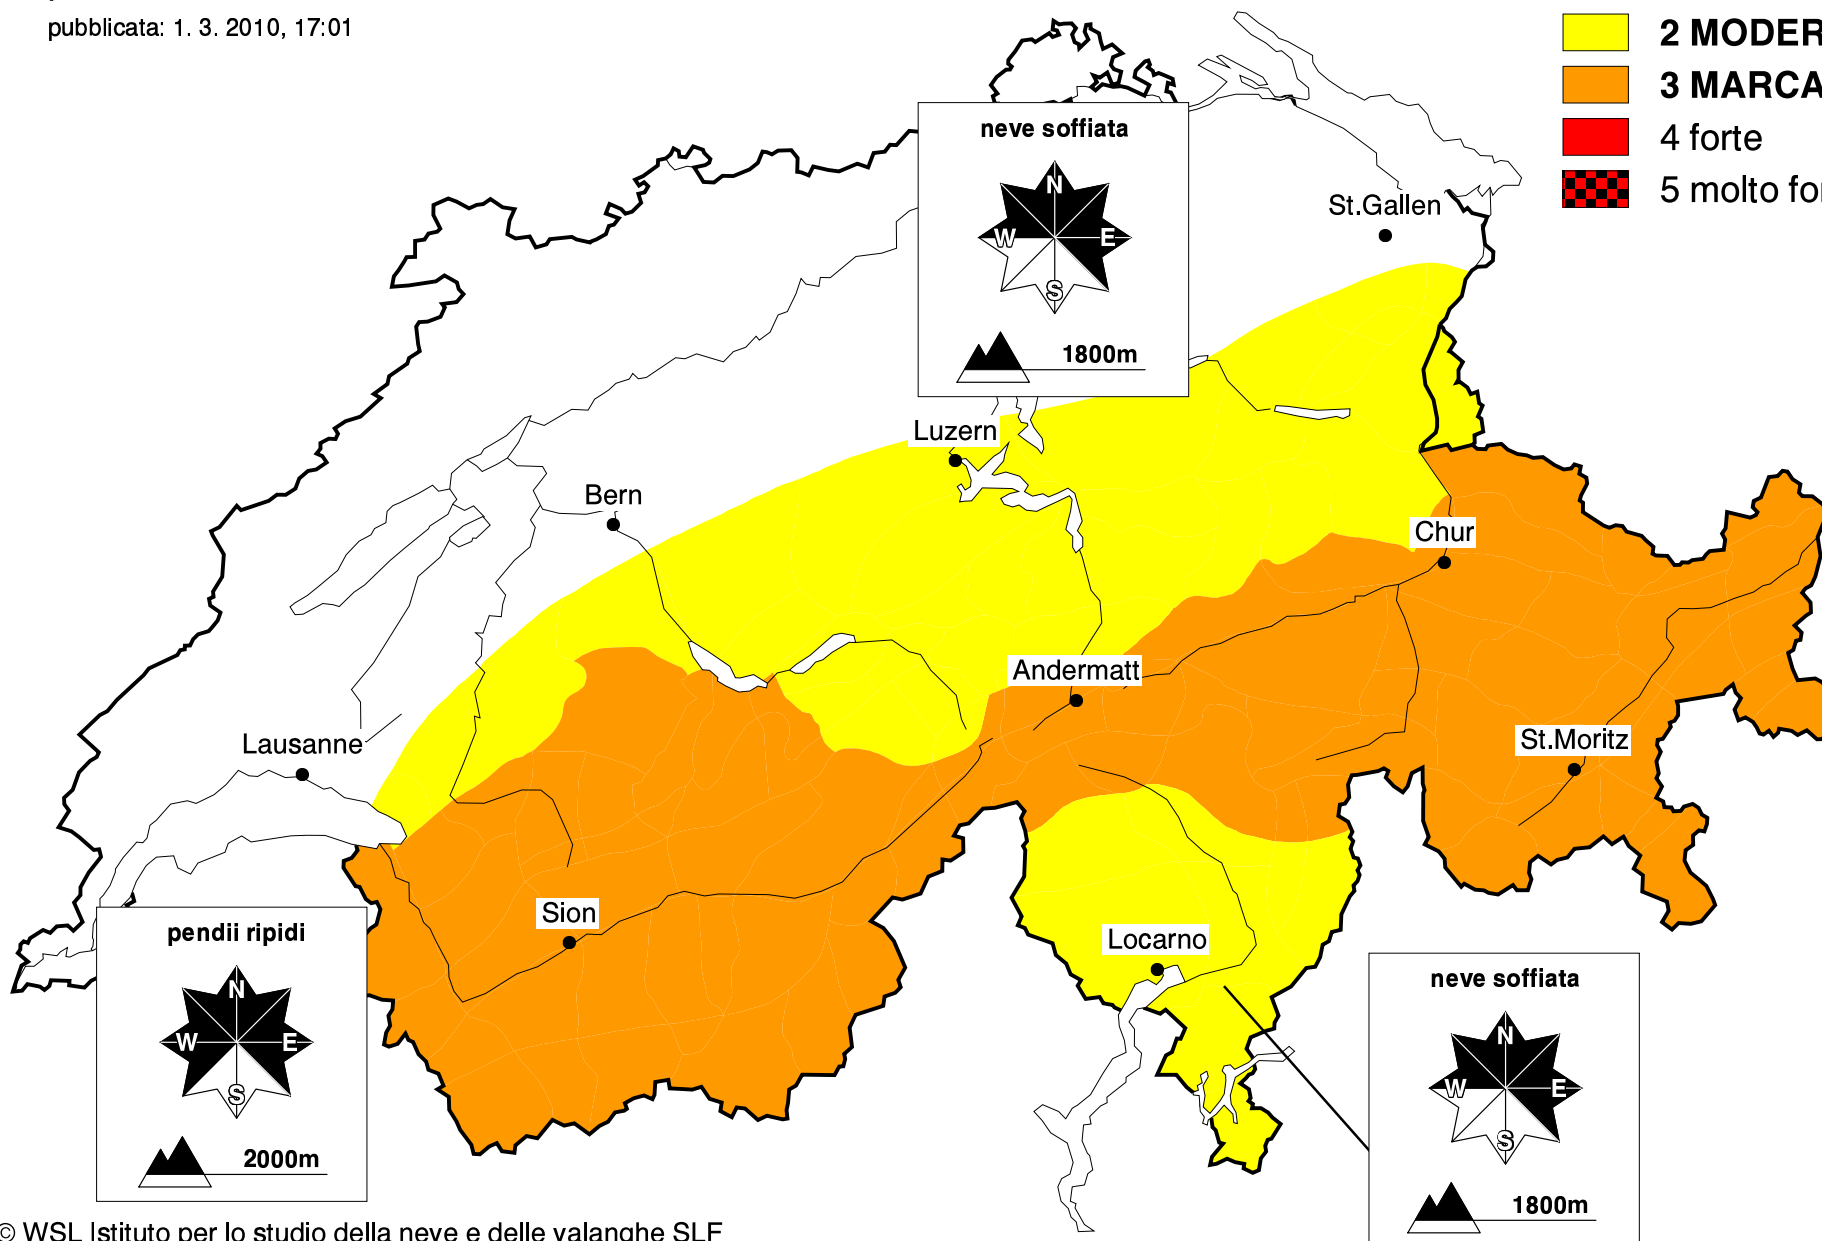 pubblicata: 1. 3. 2010, 17:01
2 MODER
3 MARCA
4 forte
5 molto for
neve soffiata
N
W E
S
1800m
St.Gallen
Luzern
Bern
Chur
Andermatt
Lausanne
St.Moritz
Sion
Locarno
pendii ripidi
N
W E
S
2000m
neve soffiata
N
W E
S
1800m
© WSL Istituto per lo studio della neve e delle valanghe SLF